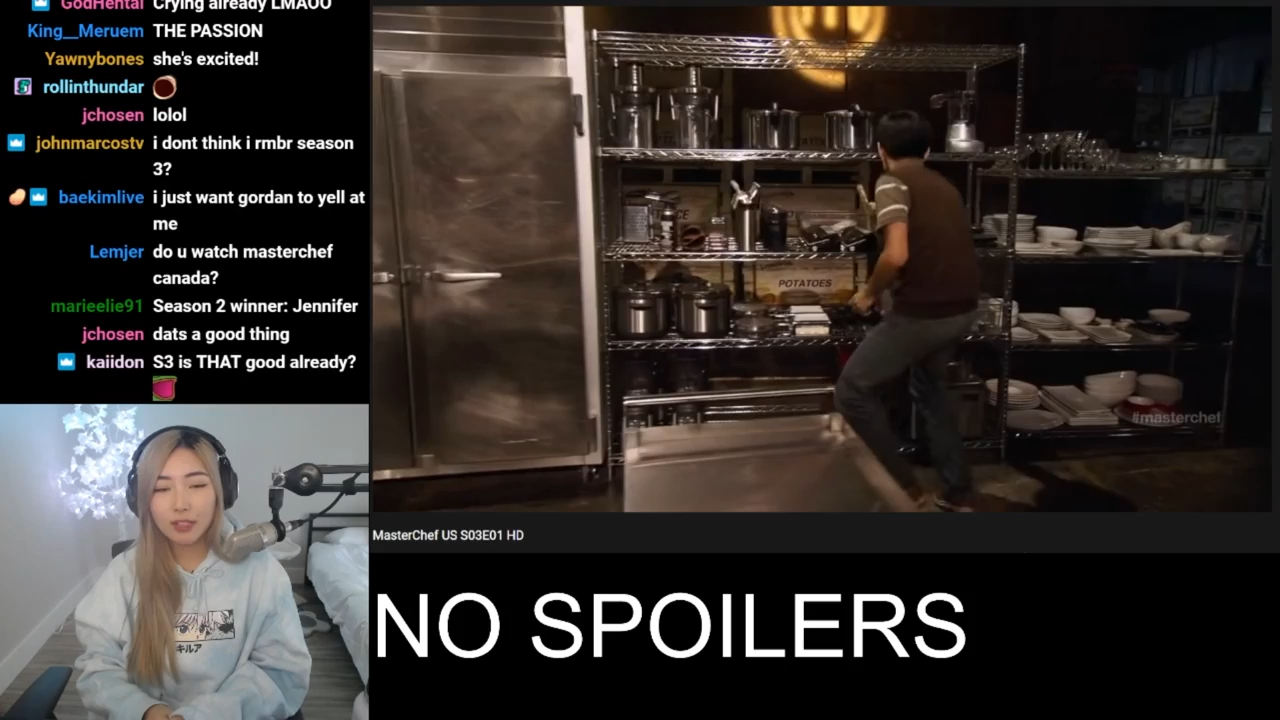 GodHentai Crying already LMAOO
King__Meruem THE PASSION
Yawnybones she's excited!
rollinthundar
jchosen lolol
johnmarcostv i dont think i rmbr season
3?
baekimlive i just want gordan to yell at
me
Lemjer do u watch masterchef
canada?
marieelie91 Season 2 winner: Jennifer
jchosen dats a good thing
kaiidon S3 is THAT good already?
POTATOES
#masterchef
MasterChef US S03E01 HD
NO SPOILERS
キルア